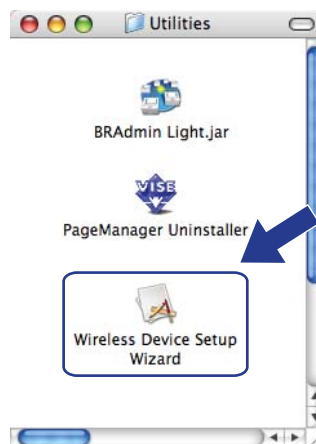 Utilities
BRAdmin Light.jar
VISE
PageManager Uninstaller
Wireless Device Setup
Wizard